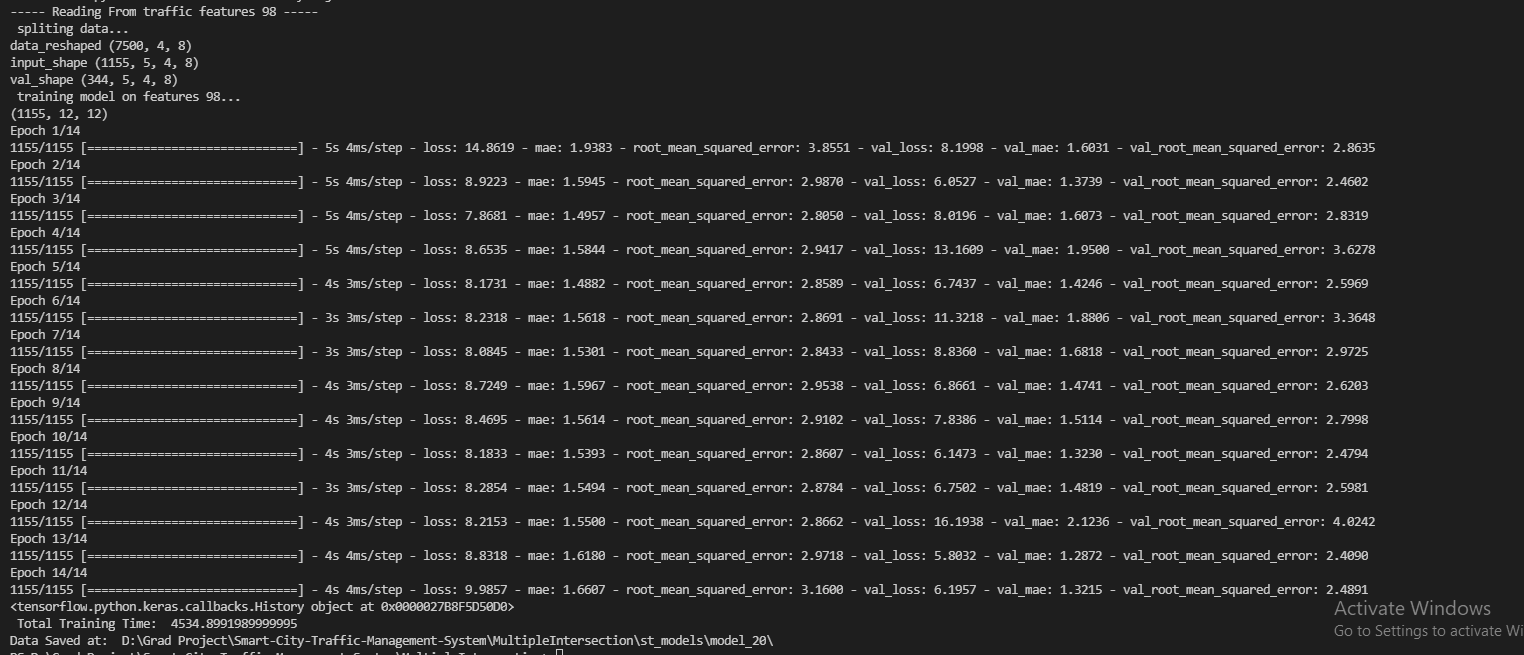 ----- Reading From traffic features 98 -----
 spliting data...
data_reshaped (7500, 4, 8)
input_shape (1155, 5, 4, 8)
val_shape (344, 5, 4, 8)
 training model on features 98...
(1155, 12, 12)
Epoch 1/14
1155/1155 [==============================] - 5s 4ms/step - loss: 14.8619 - mae: 1.9383 - root_mean_squared_error: 3.8551 - val_loss: 8.1998 - val_mae: 1.6031 - val_root_mean_squared_error: 2.8635
Epoch 2/14
1155/1155 [==============================] - 5s 4ms/step - loss: 8.9223 - mae: 1.5945 - root_mean_squared_error: 2.9870 - val_loss: 6.0527 - val_mae: 1.3739 - val_root_mean_squared_error: 2.4602
Epoch 3/14
1155/1155 [==============================] - 5s 4ms/step - loss: 7.8681 - mae: 1.4957 - root_mean_squared_error: 2.8050 - val_loss: 8.0196 - val_mae: 1.6073 - val_root_mean_squared_error: 2.8319
Epoch 4/14
1155/1155 [==============================] - 5s 4ms/step - loss: 8.6535 - mae: 1.5844 - root_mean_squared_error: 2.9417 - val_loss: 13.1609 - val_mae: 1.9500 - val_root_mean_squared_error: 3.6278
Epoch 5/14
1155/1155 [==============================] - 4s 3ms/step - loss: 8.1731 - mae: 1.4882 - root_mean_squared_error: 2.8589 - val_loss: 6.7437 - val_mae: 1.4246 - val_root_mean_squared_error: 2.5969
Epoch 6/14
1155/1155 [==============================] - 3s 3ms/step - loss: 8.2318 - mae: 1.5618 - root_mean_squared_error: 2.8691 - val_loss: 11.3218 - val_mae: 1.8806 - val_root_mean_squared_error: 3.3648
Epoch 7/14
1155/1155 [==============================] - 3s 3ms/step - loss: 8.0845 - mae: 1.5301 - root_mean_squared_error: 2.8433 - val_loss: 8.8360 - val_mae: 1.6818 - val_root_mean_squared_error: 2.9725
Epoch 8/14
1155/1155 [==============================] - 4s 3ms/step - loss: 8.7249 - mae: 1.5967 - root_mean_squared_error: 2.9538 - val_loss: 6.8661 - val_mae: 1.4741 - val_root_mean_squared_error: 2.6203
Epoch 9/14
1155/1155 [==============================] - 4s 3ms/step - loss: 8.4695 - mae: 1.5614 - root_mean_squared_error: 2.9102 - val_loss: 7.8386 - val_mae: 1.5114 - val_root_mean_squared_error: 2.7998
Epoch 10/14
1155/1155 [==============================] - 4s 3ms/step - loss: 8.1833 - mae: 1.5393 - root_mean_squared_error: 2.8607 - val_loss: 6.1473 - val_mae: 1.3230 - val_root_mean_squared_error: 2.4794
Epoch 11/14
1155/1155 [==============================] - 3s 3ms/step - loss: 8.2854 - mae: 1.5494 - root_mean_squared_error: 2.8784 - val_loss: 6.7502 - val_mae: 1.4819 - val_root_mean_squared_error: 2.5981
Epoch 12/14
1155/1155 [==============================] - 4s 3ms/step - loss: 8.2153 - mae: 1.5500 - root_mean_squared_error: 2.8662 - val_loss: 16.1938 - val_mae: 2.1236 - val_root_mean_squared_error: 4.0242
Epoch 13/14
1155/1155 [==============================] - 4s 4ms/step - loss: 8.8318 - mae: 1.6180 - root_mean_squared_error: 2.9718 - val_loss: 5.8032 - val_mae: 1.2872 - val_root_mean_squared_error: 2.4090
Epoch 14/14
1155/1155 [==============================] - 4s 4ms/step - loss: 9.9857 - mae: 1.6607 - root_mean_squared_error: 3.1600 - val_loss: 6.1957 - val_mae: 1.3215 - val_root_mean_squared_error: 2.4891
<tensorflow.python.keras.callbacks.History object at 0x0000027B8F5D50D0>
 Total Training Time:  4534.8991989999995
Data Saved at:  D:\Grad Project\Smart-City-Traffic-Management-System\MultipleIntersection\st_models\model_20\
Activate Windows
Go to Settings to activate Wi